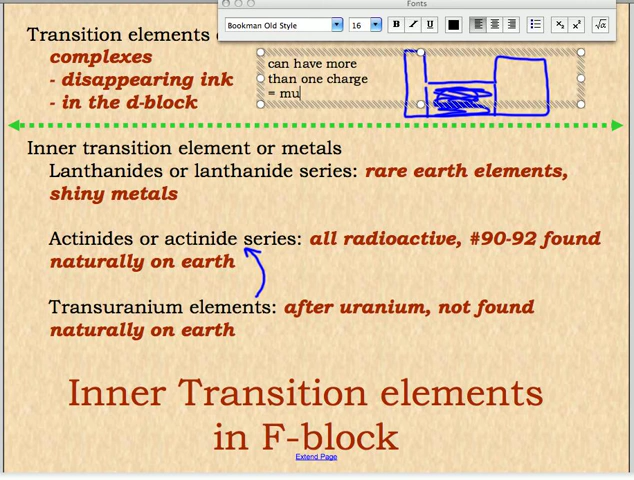 Fonts
Bookman Old Style 16 B I U
Transition elements
complexes
- disappearing ink
- in the d-block
can have more
than one charge
= mu
Inner transition element or metals
Lanthanides or lanthanide series: rare earth elements,
shiny metals
Actinides or actinide series: all radioactive, #90-92 found
naturally on earth
Transuranium elements: after uranium, not found
naturally on earth
Inner Transition elements
in F-block
Extend Page